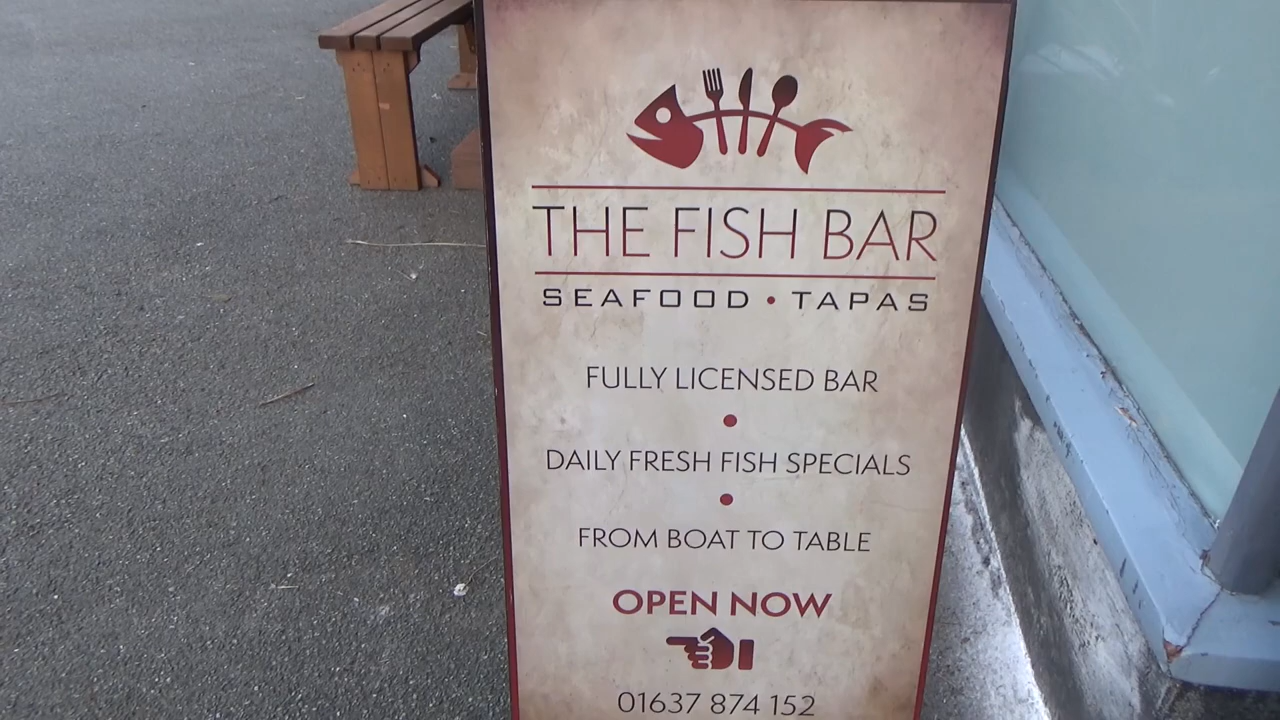 THE FISH BAR
SEAFOOD • TAPAS
FULLY LICENSED BAR
•
DAILY FRESH FISH SPECIALS
•
FROM BOAT TO TABLE
OPEN NOW
01637 874 152